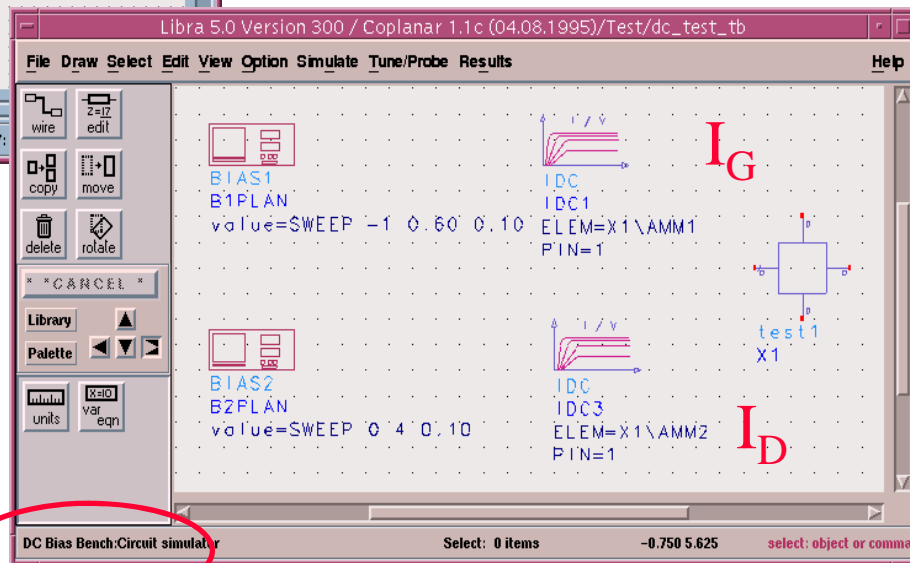 Libra 5.0 Version 300 / Coplanar 1.1c (04.08.1995)/Test/dc_test_tb
File Draw Select Edit View Option Simulate Tune/Probe Results Help
wire
Z=17
edit
copy
move
delete
rotate
* *CANCEL *
Library
Palette
units
X=10
var
eqn
BIAS1
B1PLAN
value=SWEEP -1 0.60 0.10
I / V
IDC
IDC1
ELEM=X1\AMM1
PIN=1
IG
test1
X1
BIAS2
B2PLAN
value=SWEEP 0 4 0.10
I / V
IDC
IDC3
ELEM=X1\AMM2
PIN=1
ID
DC Bias Bench:Circuit simulator Select: 0 items -0.750 5.625 select: object or comma